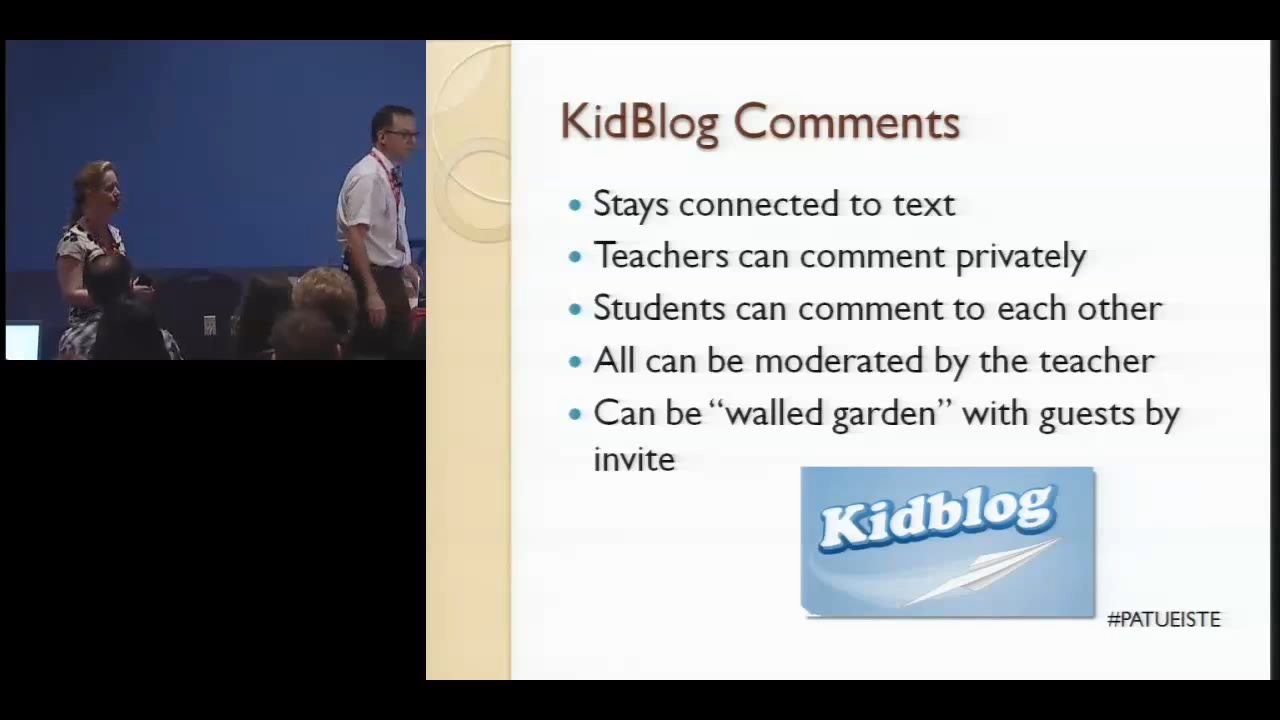 KidBlog Comments
• Stays connected to text
• Teachers can comment privately
• Students can comment to each other
• All can be moderated by the teacher
• Can be “walled garden” with guests by
invite
Kidblog
#PATUEISTE